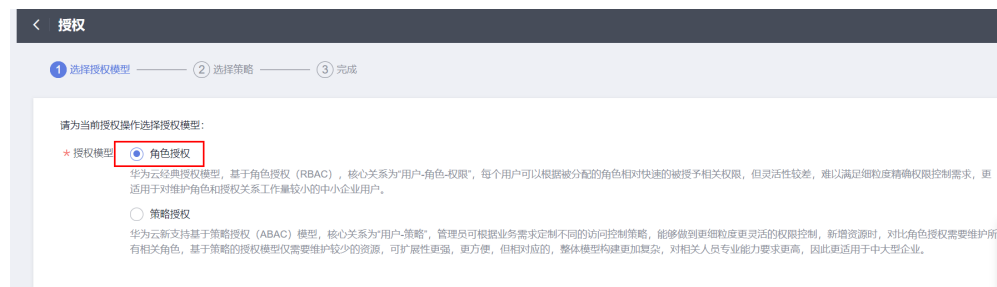 授权
1 选择授权模型 2 选择策略 3 完成
请为当前授权操作选择授权模型：
* 授权模型 角色授权
华为云经典授权模型，基于角色授权（RBAC），核心关系为“用户-角色-权限”，每个用户可以根据被分配的角色相对快速的被授予相关权限，但灵活性较差，难以满足细粒度精确权限控制需求，更
适用于对维护角色和授权关系工作量较小的中小企业用户。
策略授权
华为云新支持基于策略授权（ABAC）模型，核心关系为“用户-策略”，管理员可根据业务需求定制不同的访问控制策略，能够做到更细粒度更灵活的权限控制，新增资源时，对比角色授权需要维护所
有相关角色，基于策略的授权模型仅需要维护较少的资源，可扩展性更强，更方便，但相对应的，整体模型构建更加复杂，对相关人员专业能力要求更高，因此更适用于中大型企业。